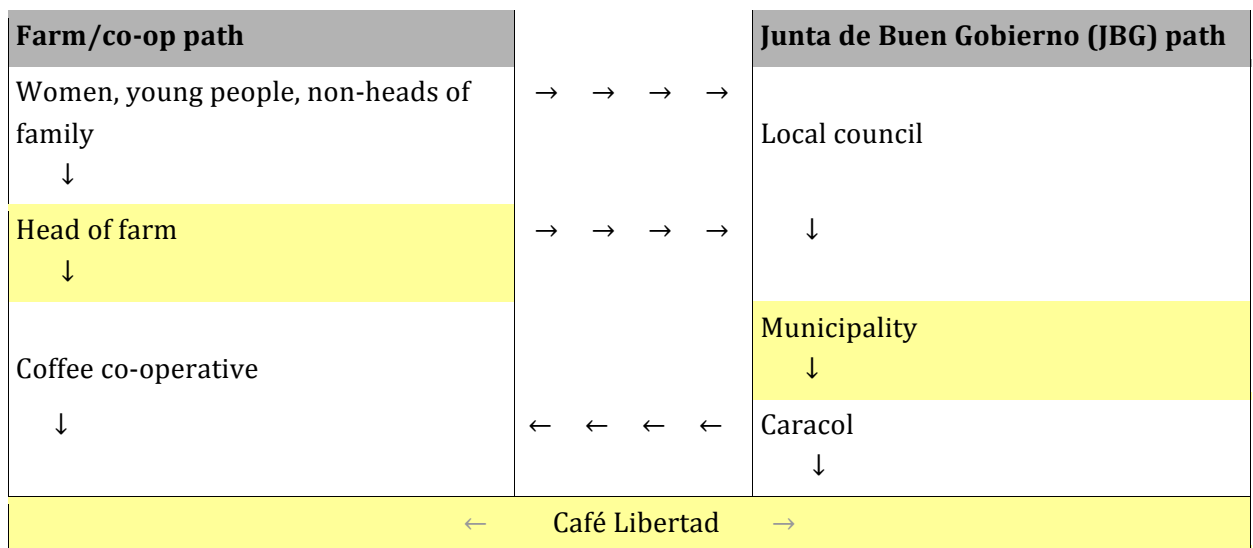 Farm/co-op path
Junta de Buen Gobierno (JBG) path
Women, young people, non-heads of
family
↓
→ → → →
Local council
Head of farm
↓
→ → → →
↓
Municipality
↓
Coffee co-operative
↓
← ← ← ←
Caracol
↓
← Café Libertad →